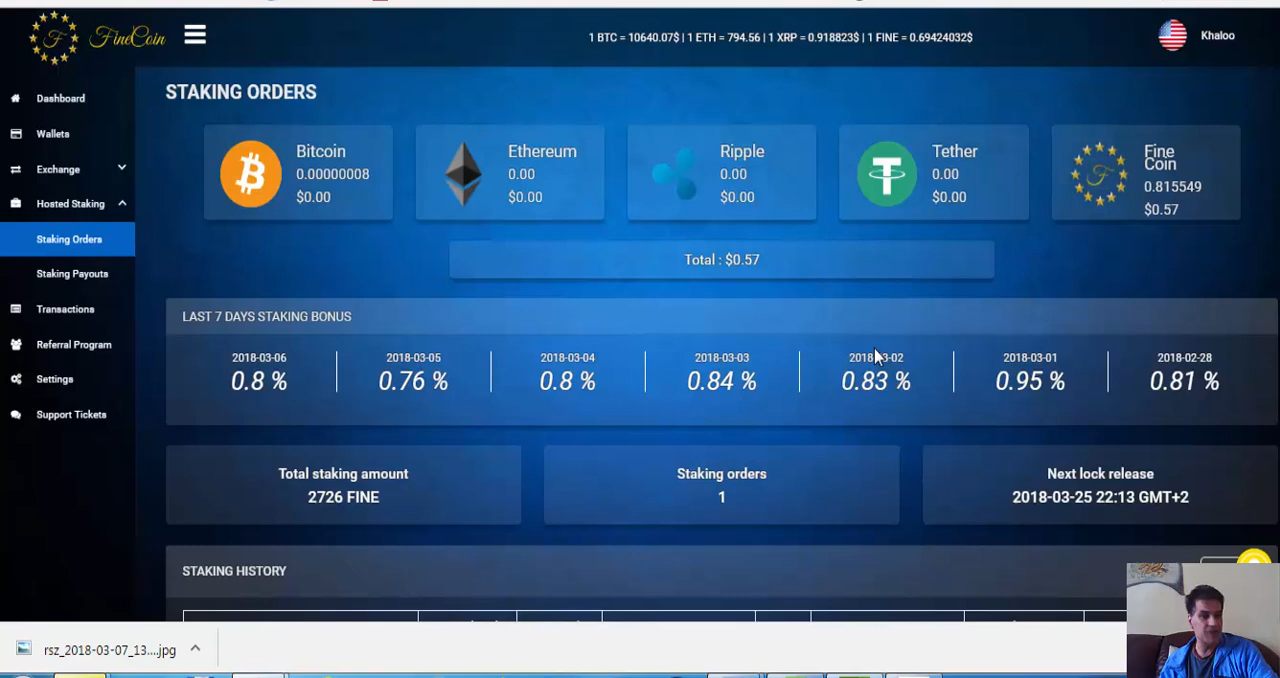 FineCoin
1 BTC = 10640.07$ | 1 ETH = 794.56 | 1 XRP = 0.918823$ | 1 FINE = 0.69424032$
Khaloo
Dashboard
Wallets
Exchange
Hosted Staking
Staking Orders
Staking Payouts
Transactions
Referral Program
Settings
Support Tickets
STAKING ORDERS
Bitcoin
0.00000008
$0.00
Ethereum
0.00
$0.00
Ripple
0.00
$0.00
Tether
0.00
$0.00
Fine
Coin
0.815549
$0.57
Total : $0.57
LAST 7 DAYS STAKING BONUS
2018-03-06
0.8 %
2018-03-05
0.76 %
2018-03-04
0.8 %
2018-03-03
0.84 %
2018-03-02
0.83 %
2018-03-01
0.95 %
2018-02-28
0.81 %
Total staking amount
2726 FINE
Staking orders
1
Next lock release
2018-03-25 22:13 GMT+2
STAKING HISTORY
rsz_2018-03-07_13....jpg